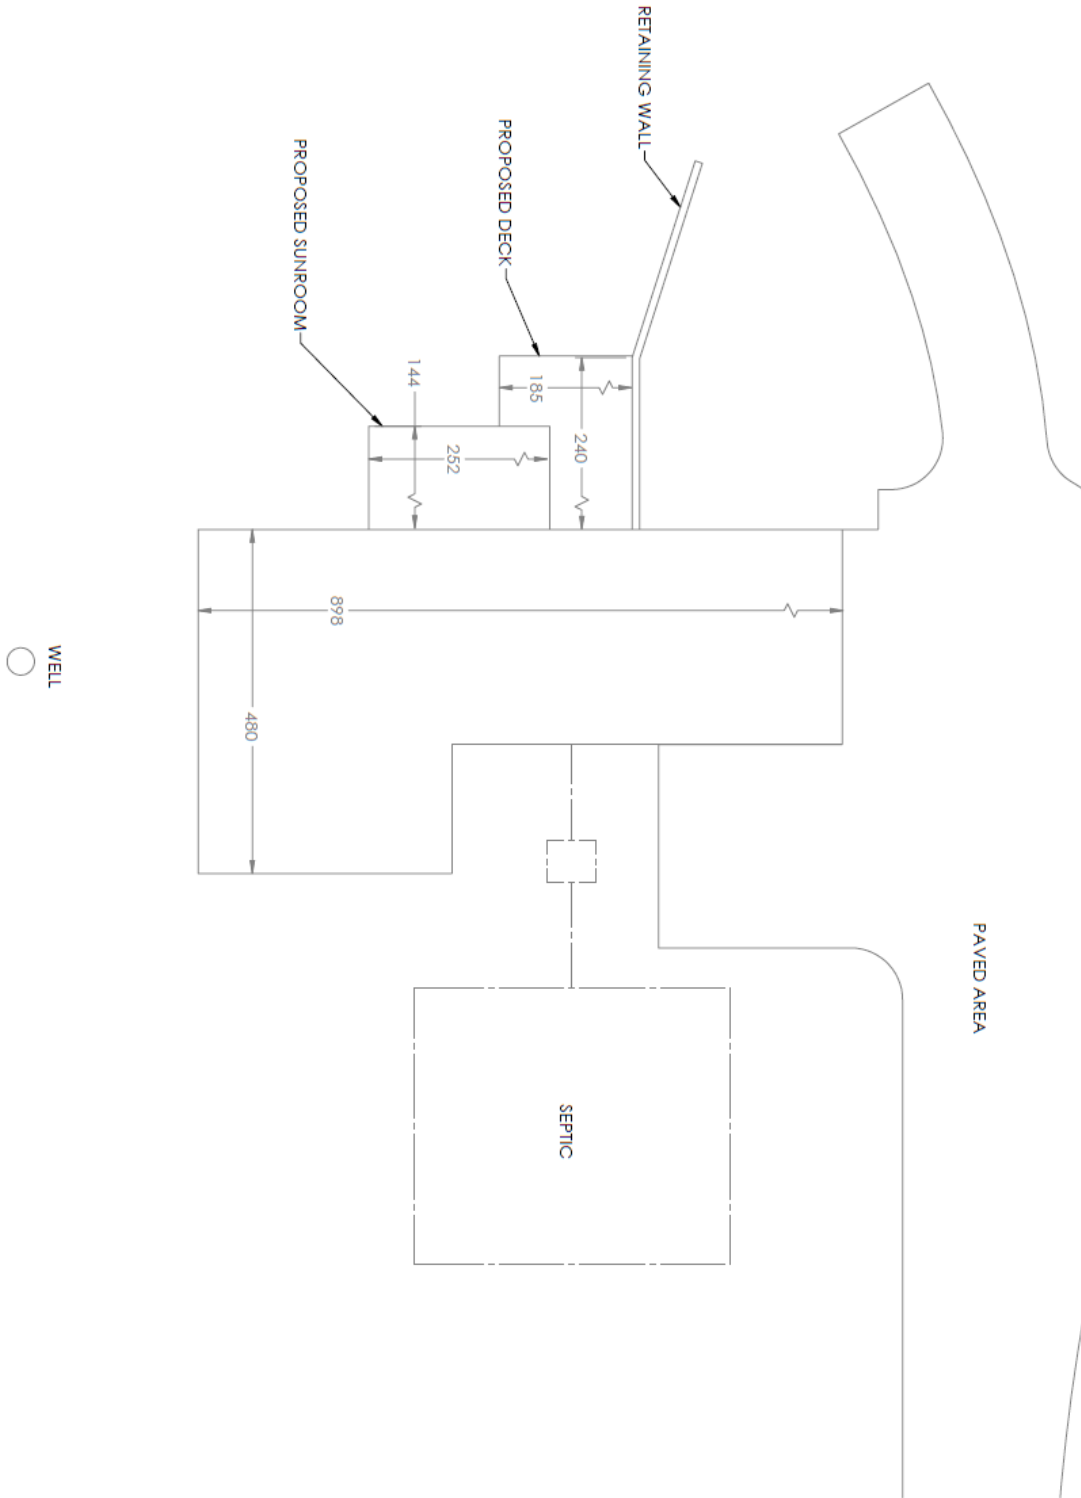 RETAINING WALL
PROPOSED DECK
PROPOSED SUNROOM
144
185
240
252
898
480
WELL
PAVED AREA
SEPTIC